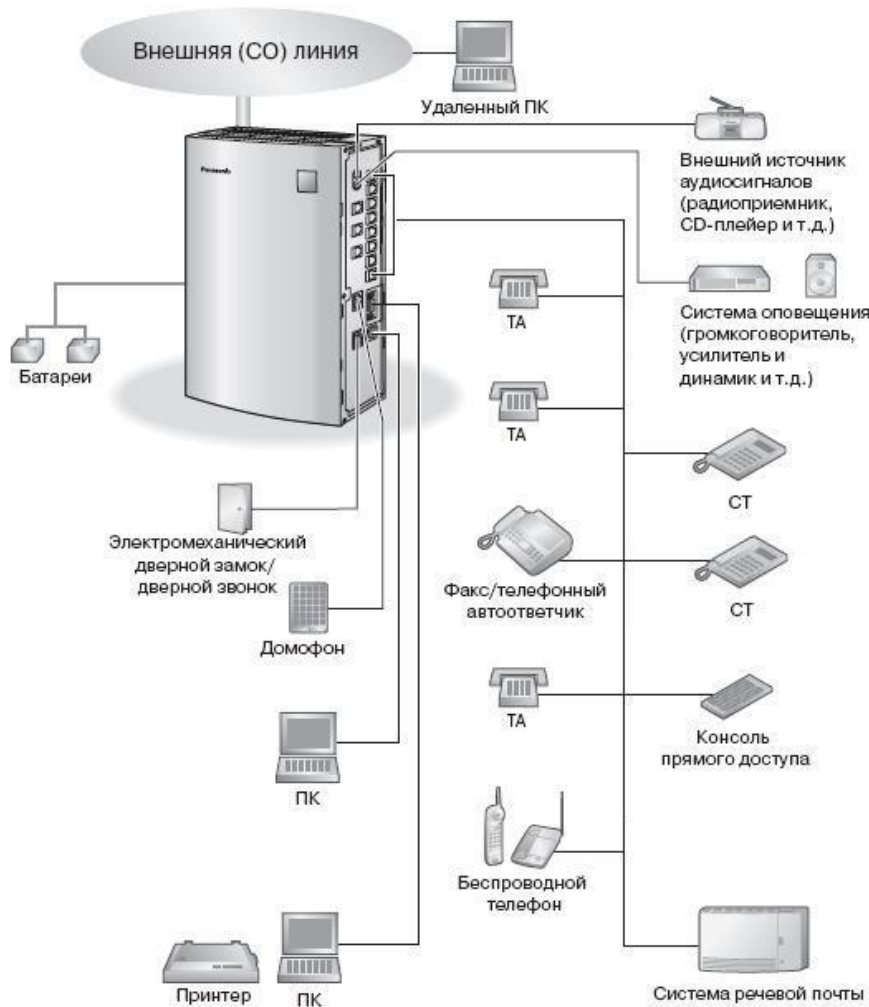 Внешняя (СО) линия
Удаленный ПК
Panasonic
Внешний источник
аудиосигналов
(радиоприемник,
CD-плейер и т.д.)
ТА
Система оповещения
(громкоговоритель,
усилитель и
динамик и т.д.)
Батареи
ТА
СТ
Электромеханический
дверной замок/
дверной звонок
Факс/телефонный
автоответчик
СТ
Домофон
ТА
Консоль
прямого доступа
ПК
Беспроводной
телефон
Принтер
ПК
Система речевой почты